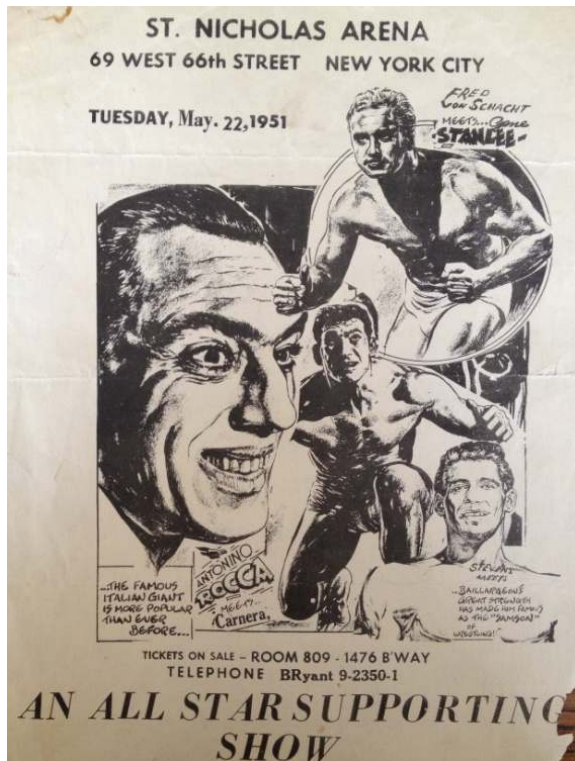 ST. NICHOLAS ARENA
69 WEST 66th STREET NEW YORK CITY
TUESDAY, May. 22,1951
FRED
VON SCHACHT
MEETS... Gene
STANLEE-
...THE FAMOUS
ITALIAN GIANT
IS MORE POPULAR
THAN EVER
BEFORE...
ANTONINO
ROCCA
MEETS...
Carnera
STEVENS
MEETS
...BAILLARGEON'S
GREAT STRENGTH
HAS MADE HIM FAMOUS
AS THE "SAMSON"
OF
WRESTLING!"
TICKETS ON SALE - ROOM 809 - 1476 B'WAY
TELEPHONE BRyant 9-2350-1
AN ALL STAR SUPPORTING
SHOW